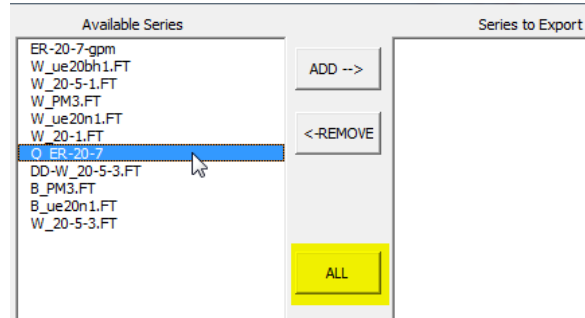 Available Series
Series to Export
ER-20-7-gpm
W_ue20bh1.FT
W_20-5-1.FT
W_PM3.FT
W_ue20n1.FT
W_20-1.FT
Q_ER-20-7
DD-W_20-5-3.FT
B_PM3.FT
B_ue20n1.FT
W_20-5-3.FT
ADD -->
<-REMOVE
ALL